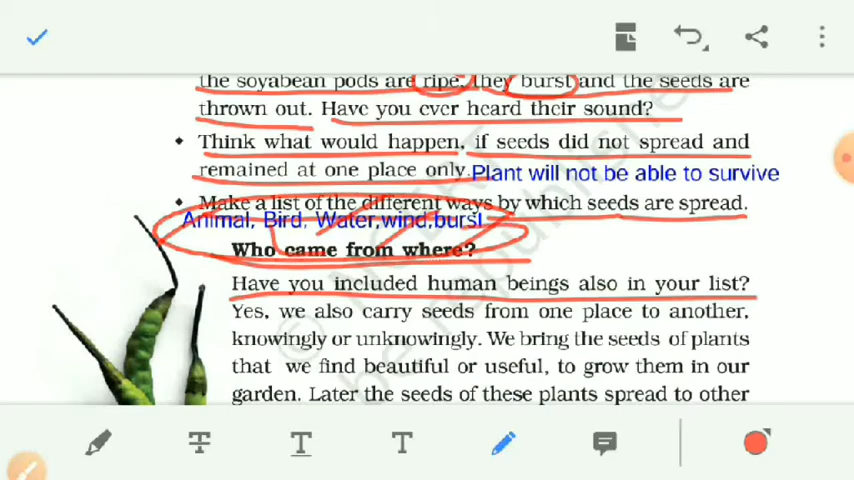 the soyabean pods are ripe, they burst and the seeds are
thrown out. Have you ever heard their sound?
• Think what would happen, if seeds did not spread and
remained at one place only. Plant will not be able to survive
• Make a list of the different ways by which seeds are spread.
Animal, Bird, Water,wind,burst
Who came from where?
Have you included human beings also in your list?
Yes, we also carry seeds from one place to another,
knowingly or unknowingly. We bring the seeds of plants
that we find beautiful or useful, to grow them in our
garden. Later the seeds of these plants spread to other